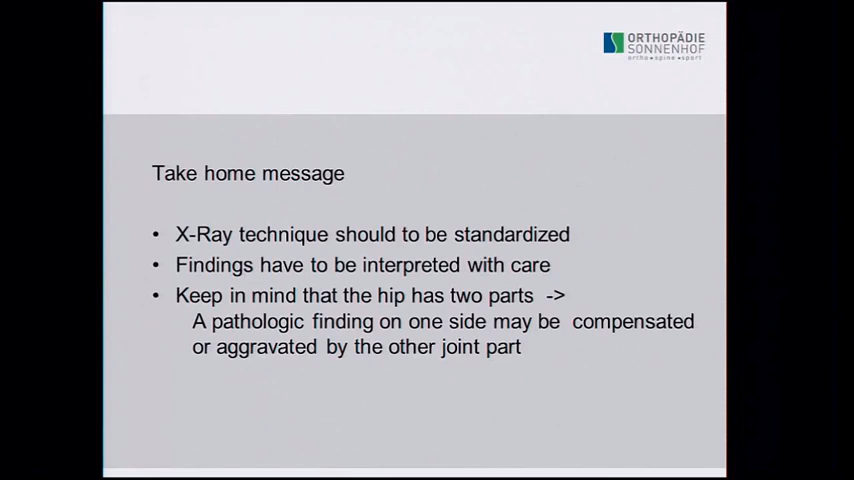 ORTHOPÄDIE
SONNENHOF
ortho • spine • sport
Take home message
• X-Ray technique should to be standardized
• Findings have to be interpreted with care
• Keep in mind that the hip has two parts ->
A pathologic finding on one side may be compensated
or aggravated by the other joint part